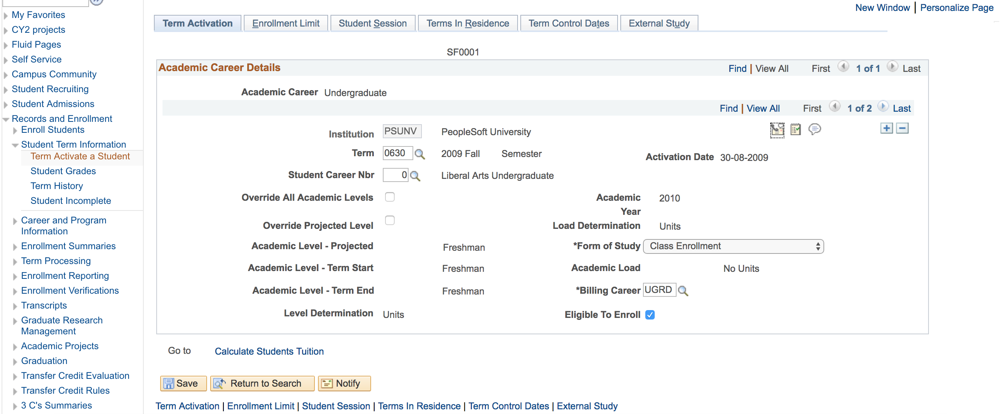 New Window | Personalize Page
My Favorites
CY2 projects
Fluid Pages
Self Service
Campus Community
Student Recruiting
Student Admissions
Records and Enrollment
Enroll Students
Student Term Information
Term Activate a Student
Student Grades
Term History
Student Incomplete
Career and Program
Information
Enrollment Summaries
Term Processing
Enrollment Reporting
Enrollment Verifications
Transcripts
Graduate Research
Management
Academic Projects
Graduation
Transfer Credit Evaluation
Transfer Credit Rules
3 C's Summaries
Term Activation Enrollment Limit Student Session Terms In Residence Term Control Dates External Study
SF0001
Academic Career Details Find | View All First 1 of 1 Last
Academic Career Undergraduate
Find | View All First 1 of 2 Last
Institution PSUNV PeopleSoft University
Term 0630 2009 Fall Semester Activation Date 30-08-2009
Student Career Nbr 0 Liberal Arts Undergraduate
Override All Academic Levels Academic 2010
Year
Override Projected Level Load Determination Units
Academic Level - Projected Freshman *Form of Study Class Enrollment
Academic Level - Term Start Freshman Academic Load No Units
Academic Level - Term End Freshman *Billing Career UGRD
Level Determination Units Eligible To Enroll
Go to Calculate Students Tuition
Save Return to Search Notify
Term Activation | Enrollment Limit | Student Session | Terms In Residence | Term Control Dates | External Study